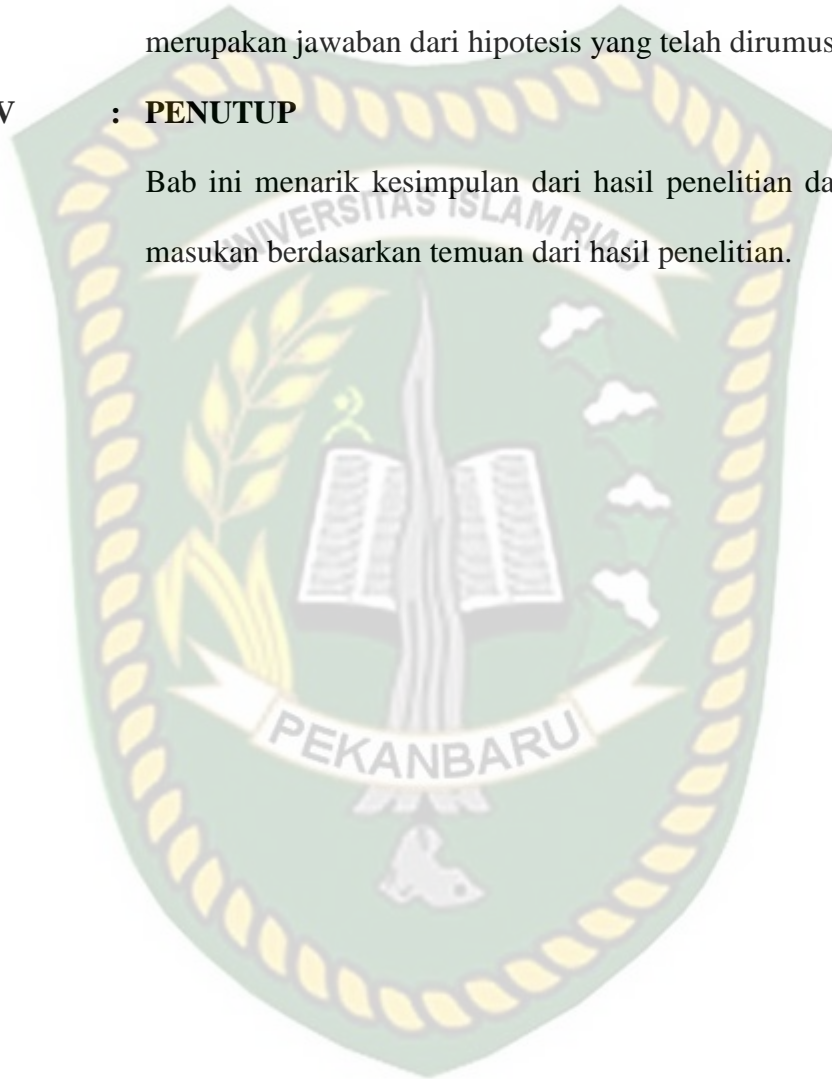 merupakan jawaban dari hipotesis yang telah dirumus
V : PENUTUP
Bab ini menarik kesimpulan dari hasil penelitian da
masukan berdasarkan temuan dari hasil penelitian.
UNIVERSITAS ISLAM RIAU
PEKANBARU